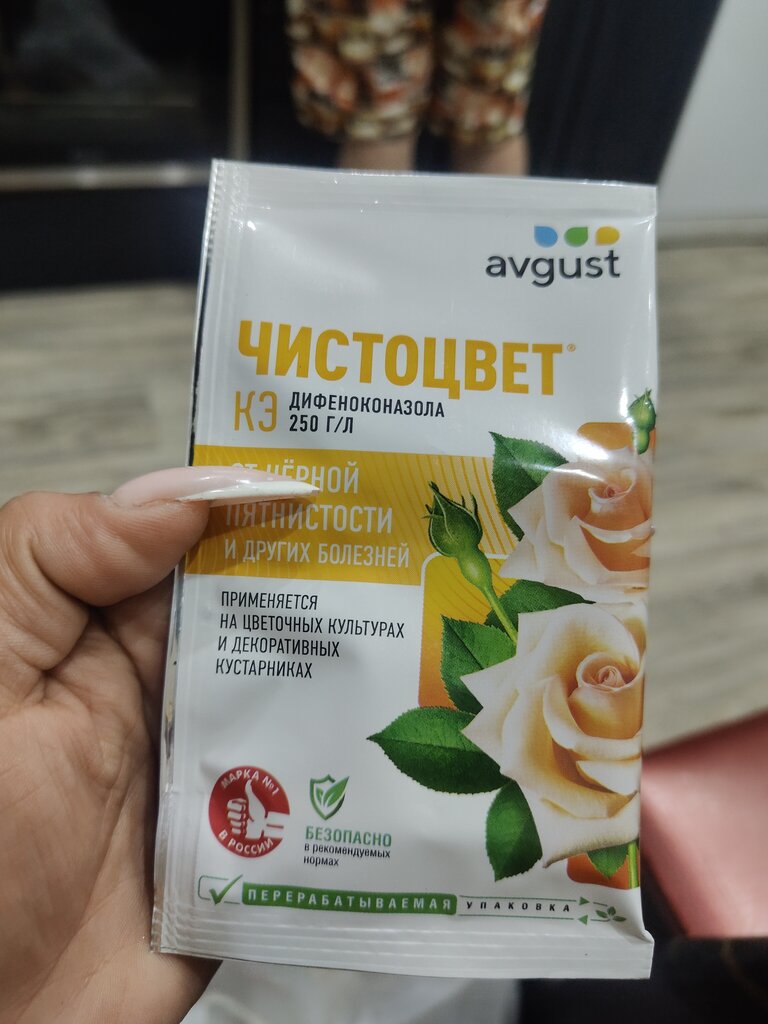 avgust
ЧИСТОЦВЕТ®
КЭ ДИФЕНОКОНАЗОЛА
250 Г/Л
ОТ ЧЁРНОЙ
ПЯТНИСТОСТИ
И ДРУГИХ БОЛЕЗНЕЙ
ПРИМЕНЯЕТСЯ
НА ЦВЕТОЧНЫХ КУЛЬТУРАХ
И ДЕКОРАТИВНЫХ
КУСТАРНИКАХ
МАРКА №1
В РОССИИ
БЕЗОПАСНО
в рекомендуемых
нормах
ПЕРЕРАБАТЫВАЕМАЯ УПАКОВКА